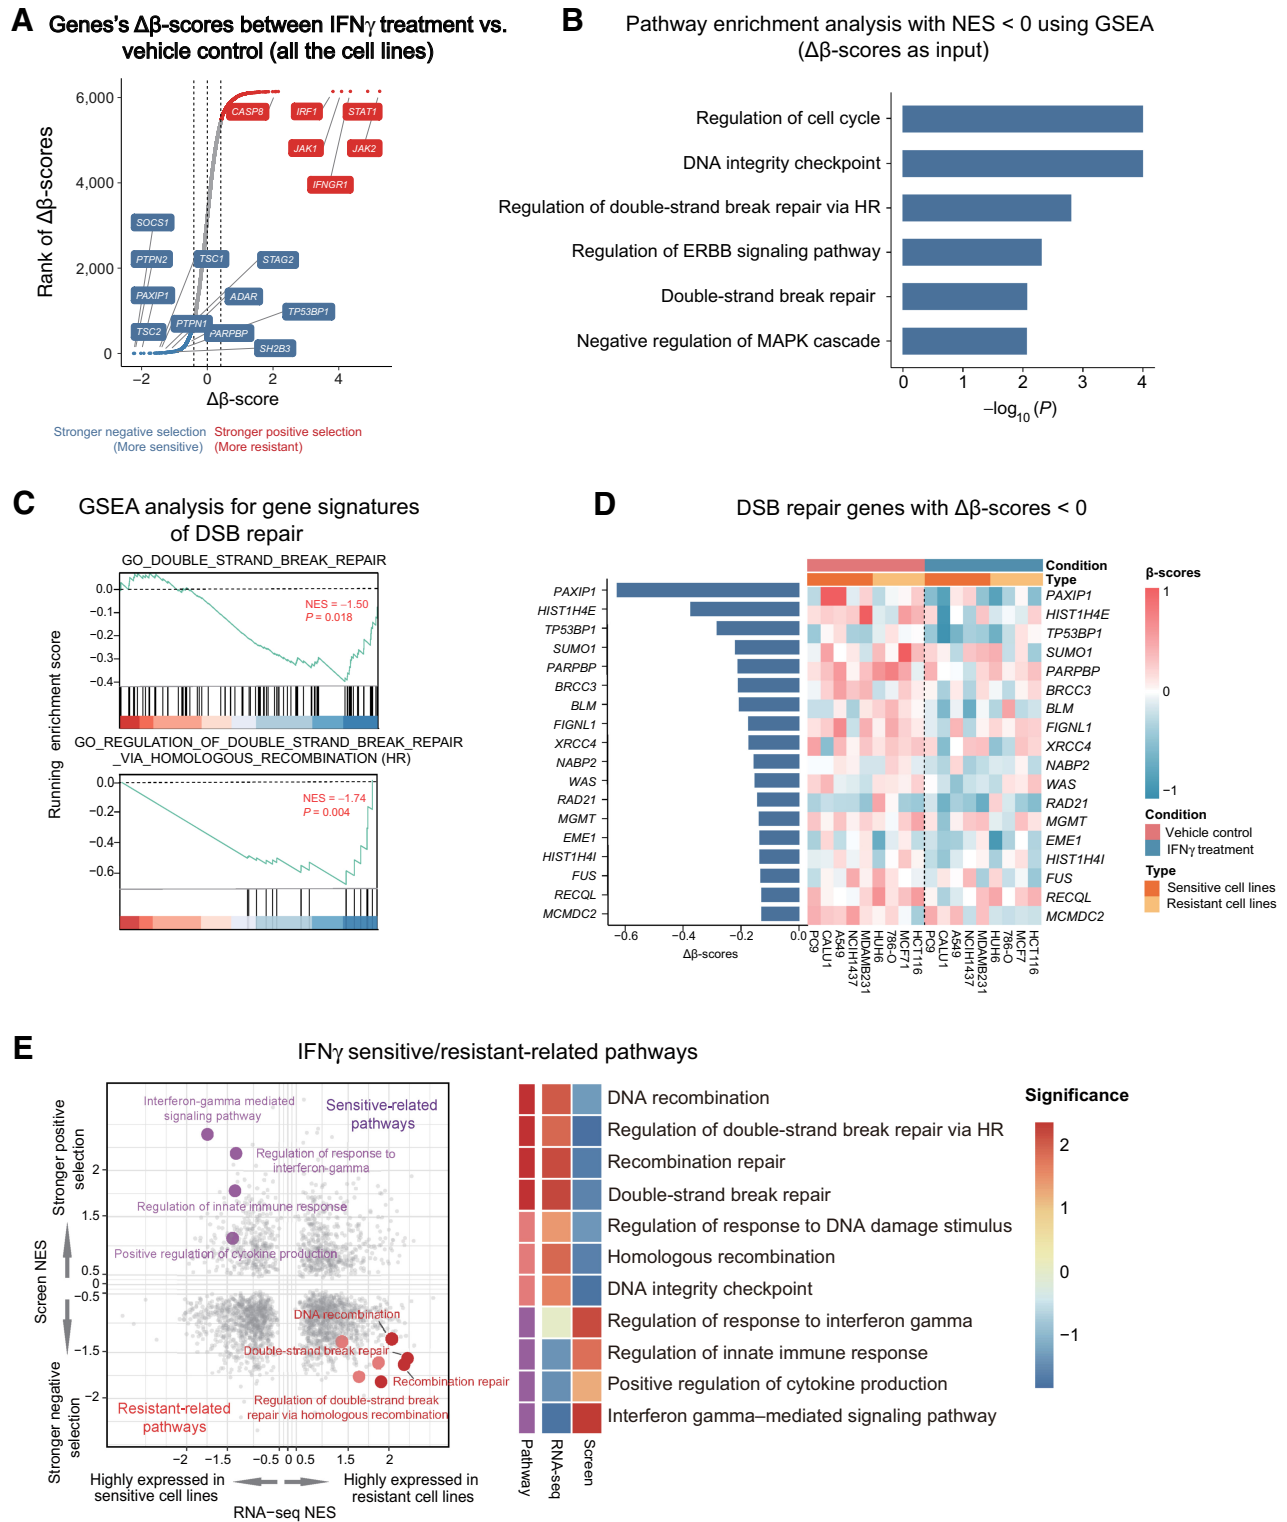 A
Genes's Δβ-scores between IFNγ treatment vs.
vehicle control (all the cell lines)
Rank of Δβ-scores
6,000
4,000
2,000
0
CASP8
IRF1
STAT1
JAK1
JAK2
IFNGR1
SOCS1
PTPN2
TSC1
STAG2
PAXIP1
ADAR
TP53BP1
TSC2
PTPN1
PARPBP
SH2B3
−2
0
2
4
Δβ-score
Stronger negative selection
(More sensitive)
Stronger positive selection
(More resistant)
B
Pathway enrichment analysis with NES < 0 using GSEA
(Δβ-scores as input)
Regulation of cell cycle
DNA integrity checkpoint
Regulation of double-strand break repair via HR
Regulation of ERBB signaling pathway
Double-strand break repair
Negative regulation of MAPK cascade
0
1
2
3
4
−log10 (P)
C
GSEA analysis for gene signatures
of DSB repair
GO_DOUBLE_STRAND_BREAK_REPAIR
Running enrichment score
0.0
−0.1
−0.2
−0.3
−0.4
NES = −1.50
P = 0.018
GO_REGULATION_OF_DOUBLE_STRAND_BREAK_REPAIR
_VIA_HOMOLOGOUS_RECOMBINATION (HR)
0.0
−0.2
−0.4
−0.6
NES = −1.74
P = 0.004
D
DSB repair genes with Δβ-scores < 0
PAXIP1
HIST1H4E
TP53BP1
SUMO1
PARPBP
BRCC3
BLM
FIGNL1
XRCC4
NABP2
WAS
RAD21
MGMT
EME1
HIST1H4I
FUS
RECQL
MCMDC2
−0.6
−0.4
−0.2
0.0
Δβ-scores
Condition
Type
PAXIP1
HIST1H4E
TP53BP1
SUMO1
PARPBP
BRCC3
BLM
FIGNL1
XRCC4
NABP2
WAS
RAD21
MGMT
EME1
HIST1H4I
FUS
RECQL
MCMDC2
PC9
CALU1
A549
NCIH1437
MDAMB231
HUH6
786-O
MCF71
HCT116
PC9
CALU1
A549
NCIH1437
MDAMB231
HUH6
786-O
MCF7
HCT116
β-scores
1
0
−1
Condition
Vehicle control
IFNγ treatment
Type
Sensitive cell lines
Resistant cell lines
E
IFNγ sensitive/resistant-related pathways
Stronger positive
selection
Screen NES
Stronger negative
selection
2
1.5
0.5
0
−0.5
−1.5
−2
Interferon-gamma mediated
signaling pathway
Sensitive-related
pathways
Regulation of response to
interferon-gamma
Regulation of innate immune response
Positive regulation of cytokine production
DNA recombination
Double-strand break repair
Recombination repair
Regulation of double-strand break
repair via homologous recombination
Resistant-related
pathways
−2
−1.5
−0.5
0
0.5
1.5
2
Highly expressed in
sensitive cell lines
Highly expressed in
resistant cell lines
RNA−seq NES
DNA recombination
Regulation of double-strand break repair via HR
Recombination repair
Double-strand break repair
Regulation of response to DNA damage stimulus
Homologous recombination
DNA integrity checkpoint
Regulation of response to interferon gamma
Regulation of innate immune response
Positive regulation of cytokine production
Interferon gamma–mediated signaling pathway
Pathway
RNA-seq
Screen
Significance
2
1
0
−1